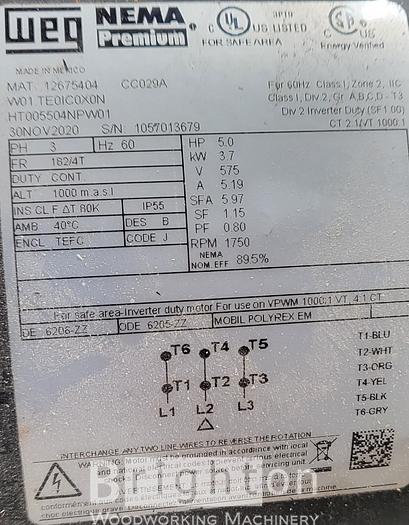 WEG NEMA Premium
UL US LISTED 3P19
FOR SAFE AREA
SP C US
Energy Verified
MADE IN MEXICO
MAT: 12675404 CC029A
W01.TE0IC0X0N
HT005504NPW01
30NOV2020 S/N: 1057013679
For 60Hz: Class I, Zone 2, IIC
Class I, Div 2, Gr. A,B,C,D - T3
Div 2 Inverter Duty (SF1.00)
CT 2:1/VT 1000:1
PH 3 Hz 60
FR 182/4T
DUTY CONT.
ALT 1000 m.a.s.l
INS CL F ΔT 80K IP55
AMB 40°C DES B
ENCL TEFC CODE J
HP 5.0
kW 3.7
V 575
A 5.19
SFA 5.97
SF 1.15
PF 0.80
RPM 1750
NEMA NOM. EFF 89.5%
For safe area-Inverter duty motor For use on VPWM 1000:1 VT, 4:1 CT
DE 6206-ZZ ODE 6205-ZZ MOBIL POLYREX EM
T6 T4 T5
T1 T2 T3
L1 L2 L3
Δ
T1-BLU
T2-WHT
T3-ORG
T4-YEL
T5-BLK
T6-GRY
INTERCHANGE ANY TWO LINE WIRES TO REVERSE THE ROTATION
Brighton
WOODWORKING MACHINERY